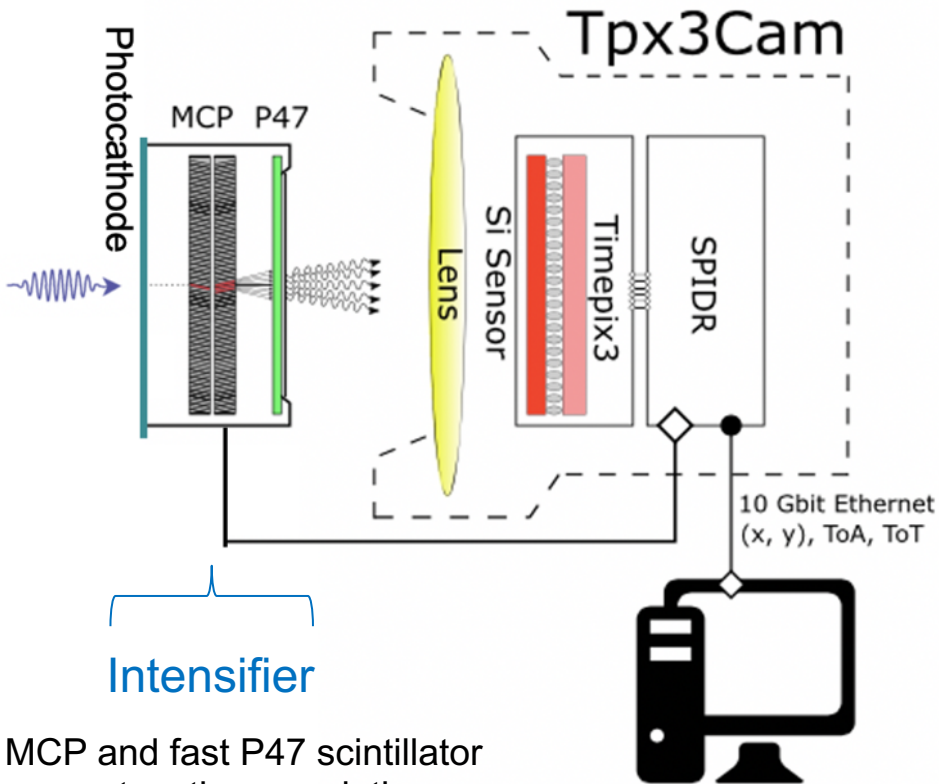 Tpx3Cam
Photocathode
MCP P47
Lens
Si Sensor
Timepix3
SPIDR
10 Gbit Ethernet
(x, y), ToA, ToT
Intensifier
MCP and fast P47 scintillator